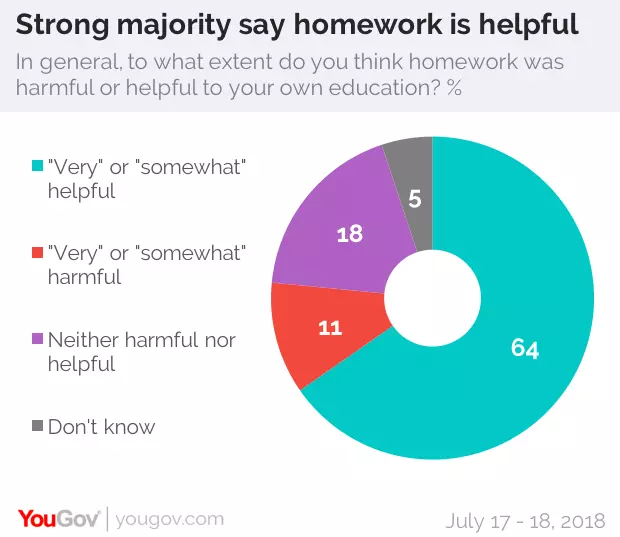 Strong majority say homework is helpful
In general, to what extent do you think homework was
harmful or helpful to your own education? %
"Very" or "somewhat"
helpful
"Very" or "somewhat"
harmful
Neither harmful nor
helpful
Don't know
5
18
11
64
YouGov | yougov.com
July 17 - 18, 2018